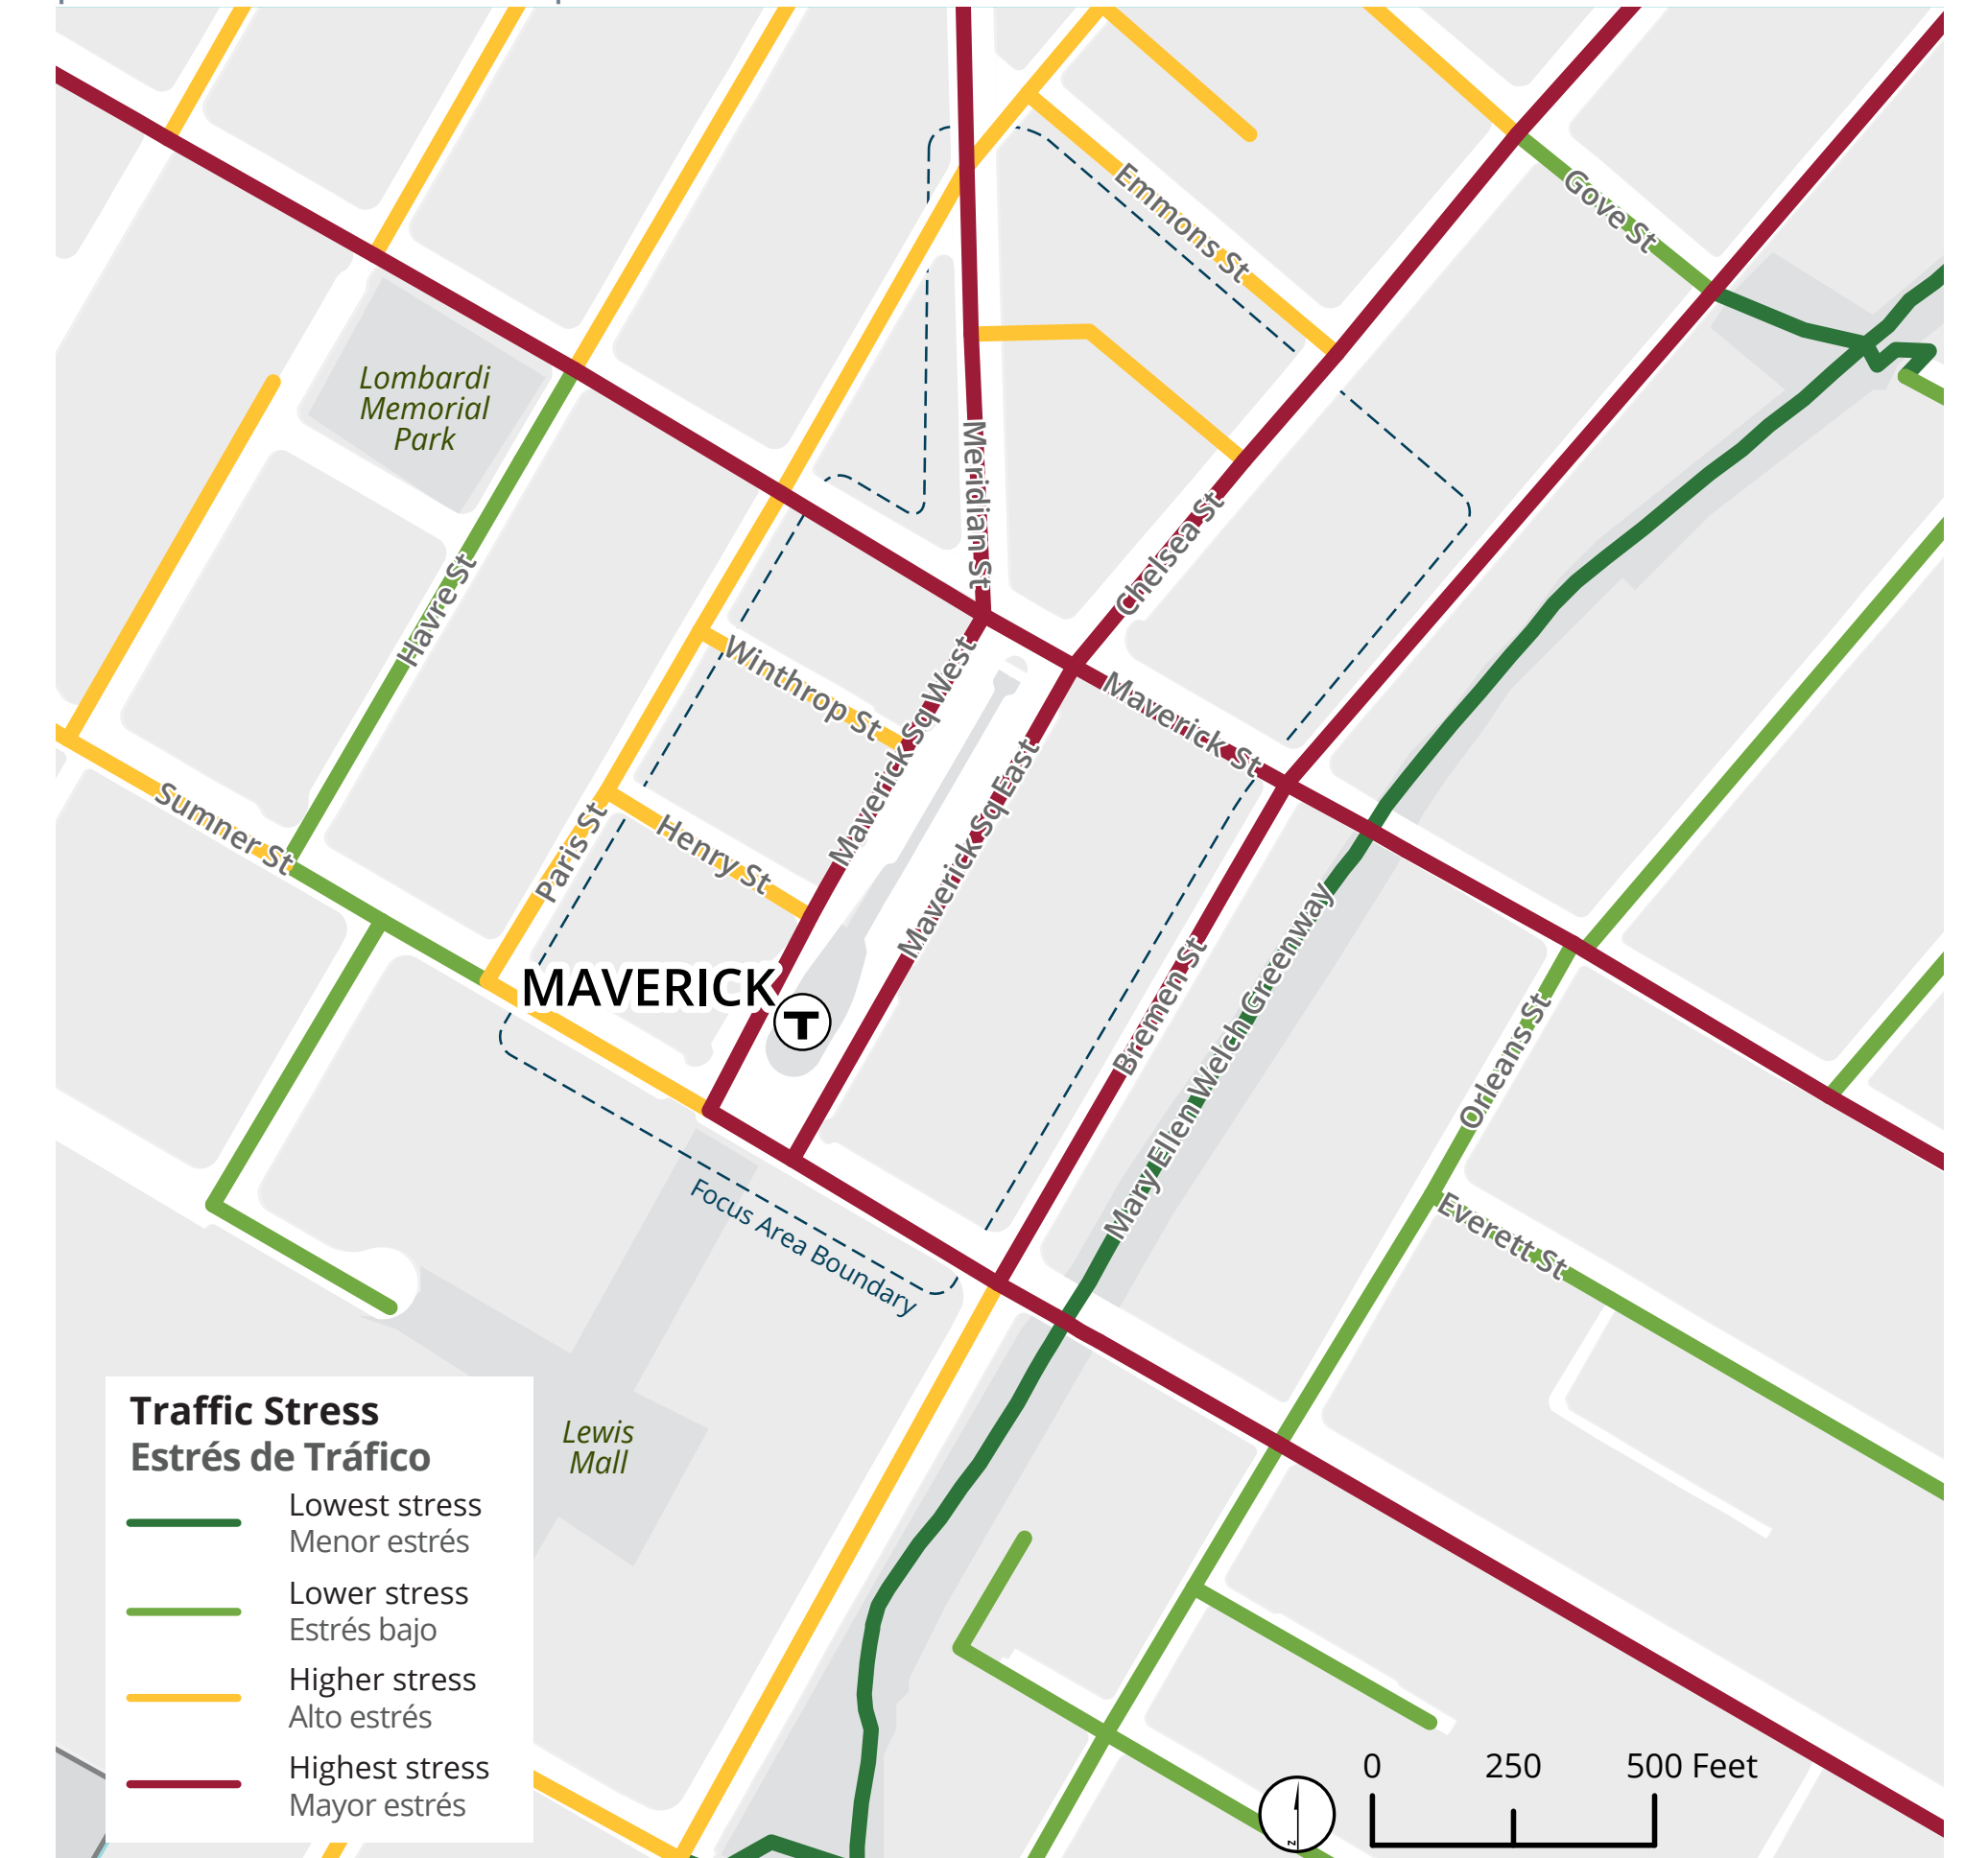 Emmons St
Gove St
Lombardi
Memorial
Park
Meridian St
Chelsea St
Havre St
Winthrop St
Maverick Sq West
Maverick St
Sumner St
Paris St
Henry St
Maverick Sq East
MAVERICK
T
Bremen St
Mary Ellen Welch Greenway
Orleans St
Everett St
Focus Area Boundary
Lewis
Mall
Traffic Stress
Estrés de Tráfico
Lowest stress
Menor estrés
Lower stress
Estrés bajo
Higher stress
Alto estrés
Highest stress
Mayor estrés
0 250 500 Feet
z